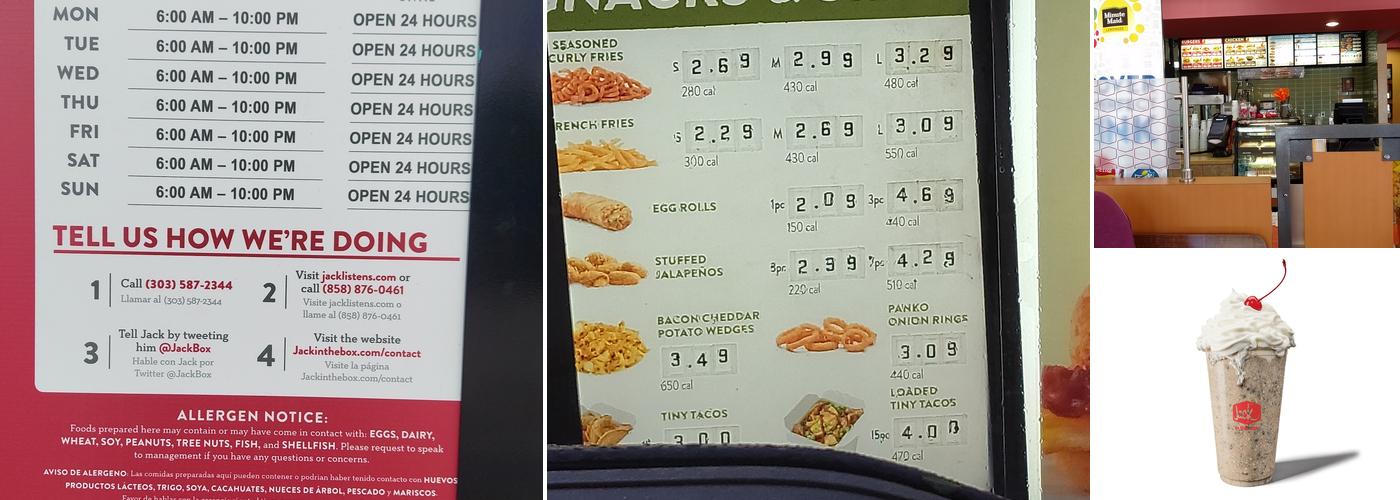 MON 6:00 AM – 10:00 PM OPEN 24 HOURS
TUE 6:00 AM – 10:00 PM OPEN 24 HOURS
WED 6:00 AM – 10:00 PM OPEN 24 HOURS
THU 6:00 AM – 10:00 PM OPEN 24 HOURS
FRI 6:00 AM – 10:00 PM OPEN 24 HOURS
SAT 6:00 AM – 10:00 PM OPEN 24 HOURS
SUN 6:00 AM – 10:00 PM OPEN 24 HOURS
TELL US HOW WE'RE DOING
1 Call (303) 587-2344
Llamar al (303) 587-2344
2 Visit jacklistens.com or
call (858) 876-0461
Visite jacklistens.com o
llame al (858) 876-0461
3 Tell Jack by tweeting
him @JackBox
Hable con Jack por
Twitter @JackBox
4 Visit the website
Jackinthebox.com/contact
Visite la página
Jackinthebox.com/contact
ALLERGEN NOTICE:
Foods prepared here may contain or may have come in contact with: EGGS, DAIRY,
WHEAT, SOY, PEANUTS, TREE NUTS, FISH, and SHELLFISH. Please request to speak
to management if you have any questions or concerns.
AVISO DE ALERGENO: Las comidas preparadas aquí pueden contener o podrian haber tenido contacto con HUEVOS
PRODUCTOS LÁCTEOS, TRIGO, SOYA, CACAHUATES, NUECES DE ÁRBOL, PESCADO y MARISCOS.
SNACKS &
SEASONED
CURLY FRIES
S 2.69 M 2.99 L 3.29
280 cal 430 cal 480 cal
FRENCH FRIES
S 2.29 M 2.69 L 3.09
300 cal 430 cal 550 cal
EGG ROLLS
1pc 2.09 3pc 4.69
150 cal 440 cal
STUFFED
JALAPEÑOS
3pc 2.99 7pc 4.29
220 cal 510 cal
BACON CHEDDAR
POTATO WEDGES
3.49
650 cal
PANKO
ONION RINGS
3.09
440 cal
TINY TACOS
3.00
LOADED
TINY TACOS
15pc 4.00
470 cal
Minute
Maid
BURGERS
CHICKEN
Jack